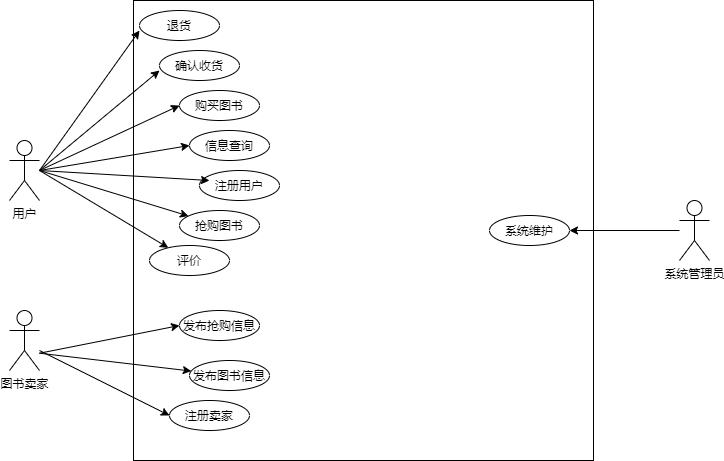 退货
确认收货
购买图书
信息查询
注册用户
用户
抢购图书
系统维护
评价
系统管理员
发布抢购信息
发布图书信息
图书卖家
注册卖家